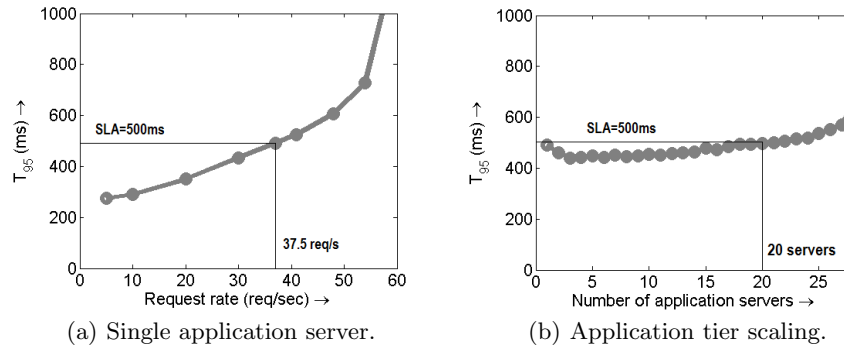 1000
800
600
400
200
0
T95 (ms) →
SLA=500ms
37.5 req/s
0 10 20 30 40 50 60
Request rate (req/sec) →
(a) Single application server.
1000
800
600
400
200
0
T95 (ms) →
SLA=500ms
20 servers
5 10 15 20 25
Number of application servers →
(b) Application tier scaling.